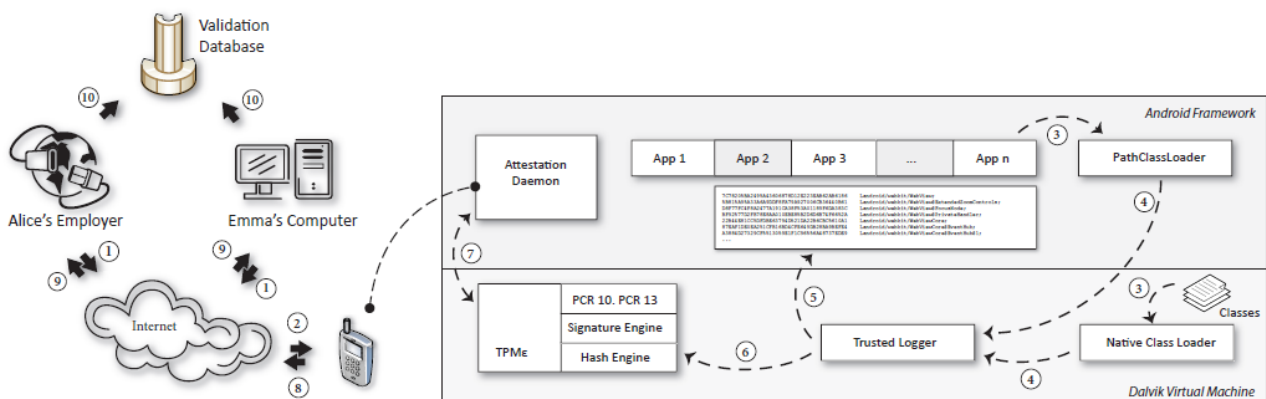 Validation
Database
10
10
Alice's Employer
Emma's Computer
1
9
9
1
Internet
2
8
Android Framework
Attestation
Daemon
App 1
App 2
App 3
...
App n
3
PathClassLoader
4
7
5
3
Classes
TPMε
PCR 10. PCR 13
Signature Engine
Hash Engine
6
Trusted Logger
4
Native Class Loader
Dalvik Virtual Machine